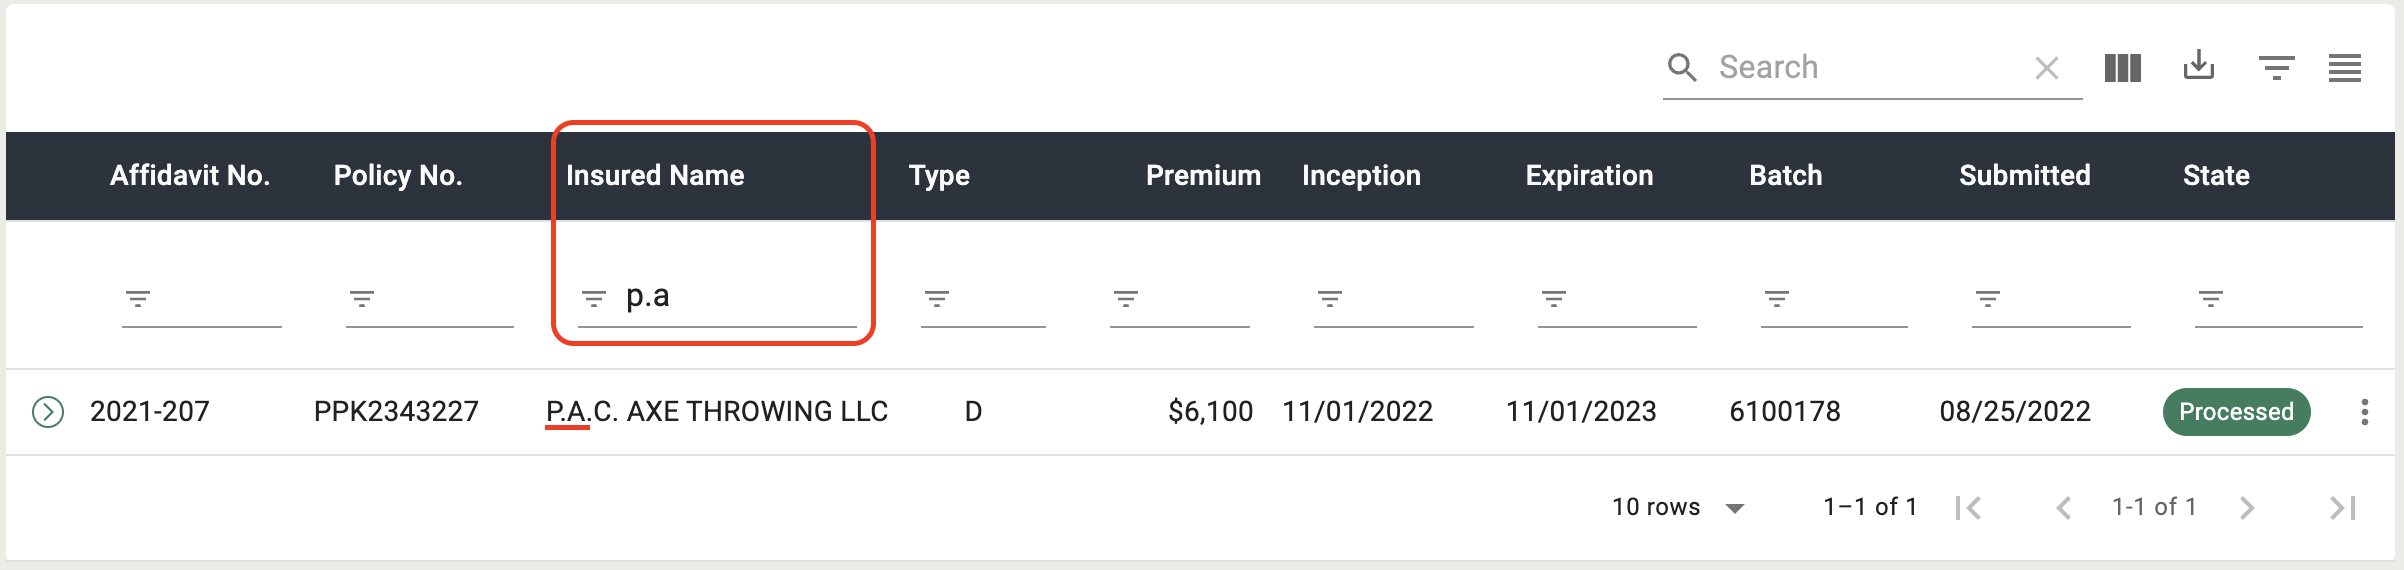 Search
Affidavit No. Policy No. Insured Name Type Premium Inception Expiration Batch Submitted State
p.a
2021-207 PPK2343227 P.A.C. AXE THROWING LLC D $6,100 11/01/2022 11/01/2023 6100178 08/25/2022 Processed
10 rows 1–1 of 1 1-1 of 1